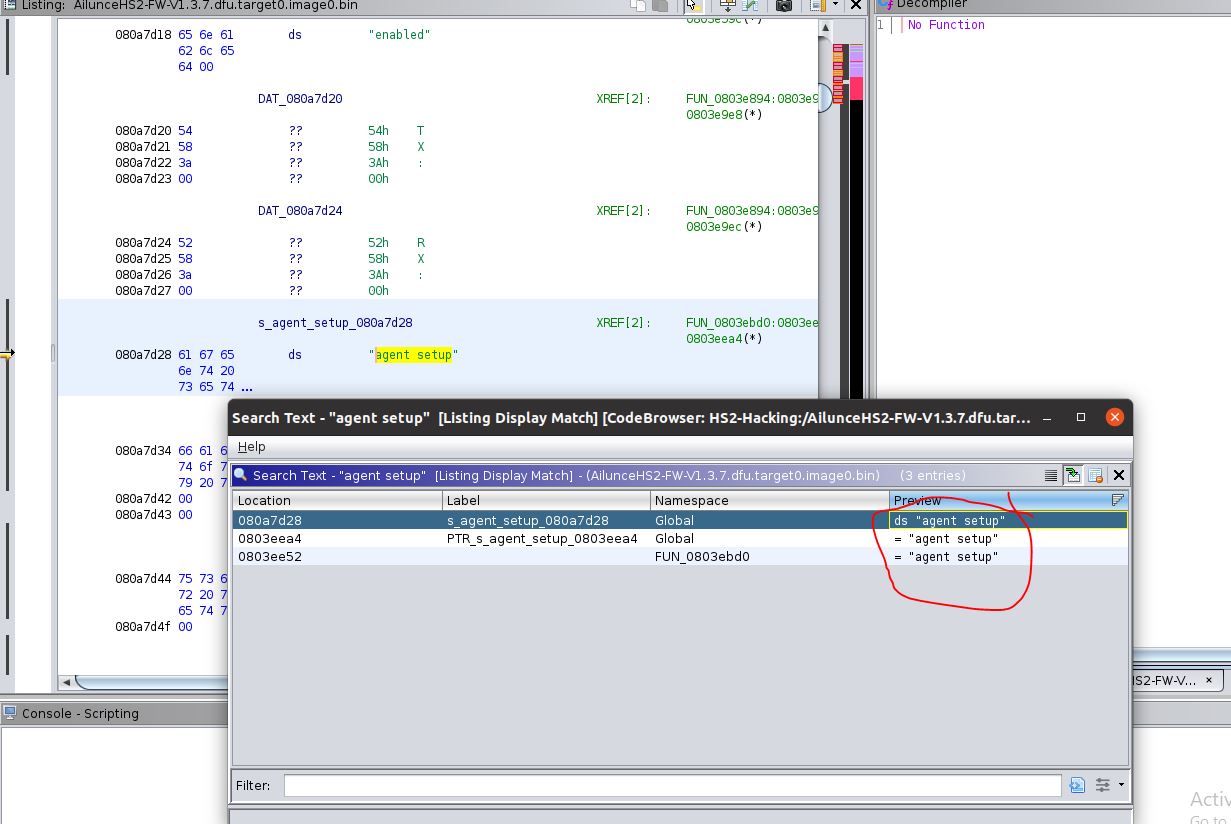 Listing: AilunceHS2-FW-V1.3.7.dfu.target0.image0.bin
Decompiler
1 No Function
080a7d18 65 6e 61 ds "enabled"
62 6c 65
64 00
DAT_080a7d20 XREF[2]: FUN_0803e894:0803e9
0803e9e8(*)
080a7d20 54 ?? 54h T
080a7d21 58 ?? 58h X
080a7d22 3a ?? 3Ah :
080a7d23 00 ?? 00h
DAT_080a7d24 XREF[2]: FUN_0803e894:0803e9
0803e9ec(*)
080a7d24 52 ?? 52h R
080a7d25 58 ?? 58h X
080a7d26 3a ?? 3Ah :
080a7d27 00 ?? 00h
s_agent_setup_080a7d28 XREF[2]: FUN_0803ebd0:0803ee
0803eea4(*)
080a7d28 61 67 65 ds "agent setup"
6e 74 20
73 65 74 ...
Search Text - "agent setup" [Listing Display Match] [CodeBrowser: HS2-Hacking:/AilunceHS2-FW-V1.3.7.dfu.tar...
Help
Search Text - "agent setup" [Listing Display Match] - (AilunceHS2-FW-V1.3.7.dfu.target0.image0.bin) (3 entries)
Location Label Namespace Preview
080a7d28 s_agent_setup_080a7d28 Global ds "agent setup"
0803eea4 PTR_s_agent_setup_0803eea4 Global = "agent setup"
0803ee52 FUN_0803ebd0 = "agent setup"
080a7d34 66 61 6
74 6f 7
79 20 7
080a7d42 00
080a7d43 00
080a7d44 75 73 6
72 20 7
65 74 7
080a7d4f 00
S2-FW-V... ×
Console - Scripting
Filter:
Activ
Go to